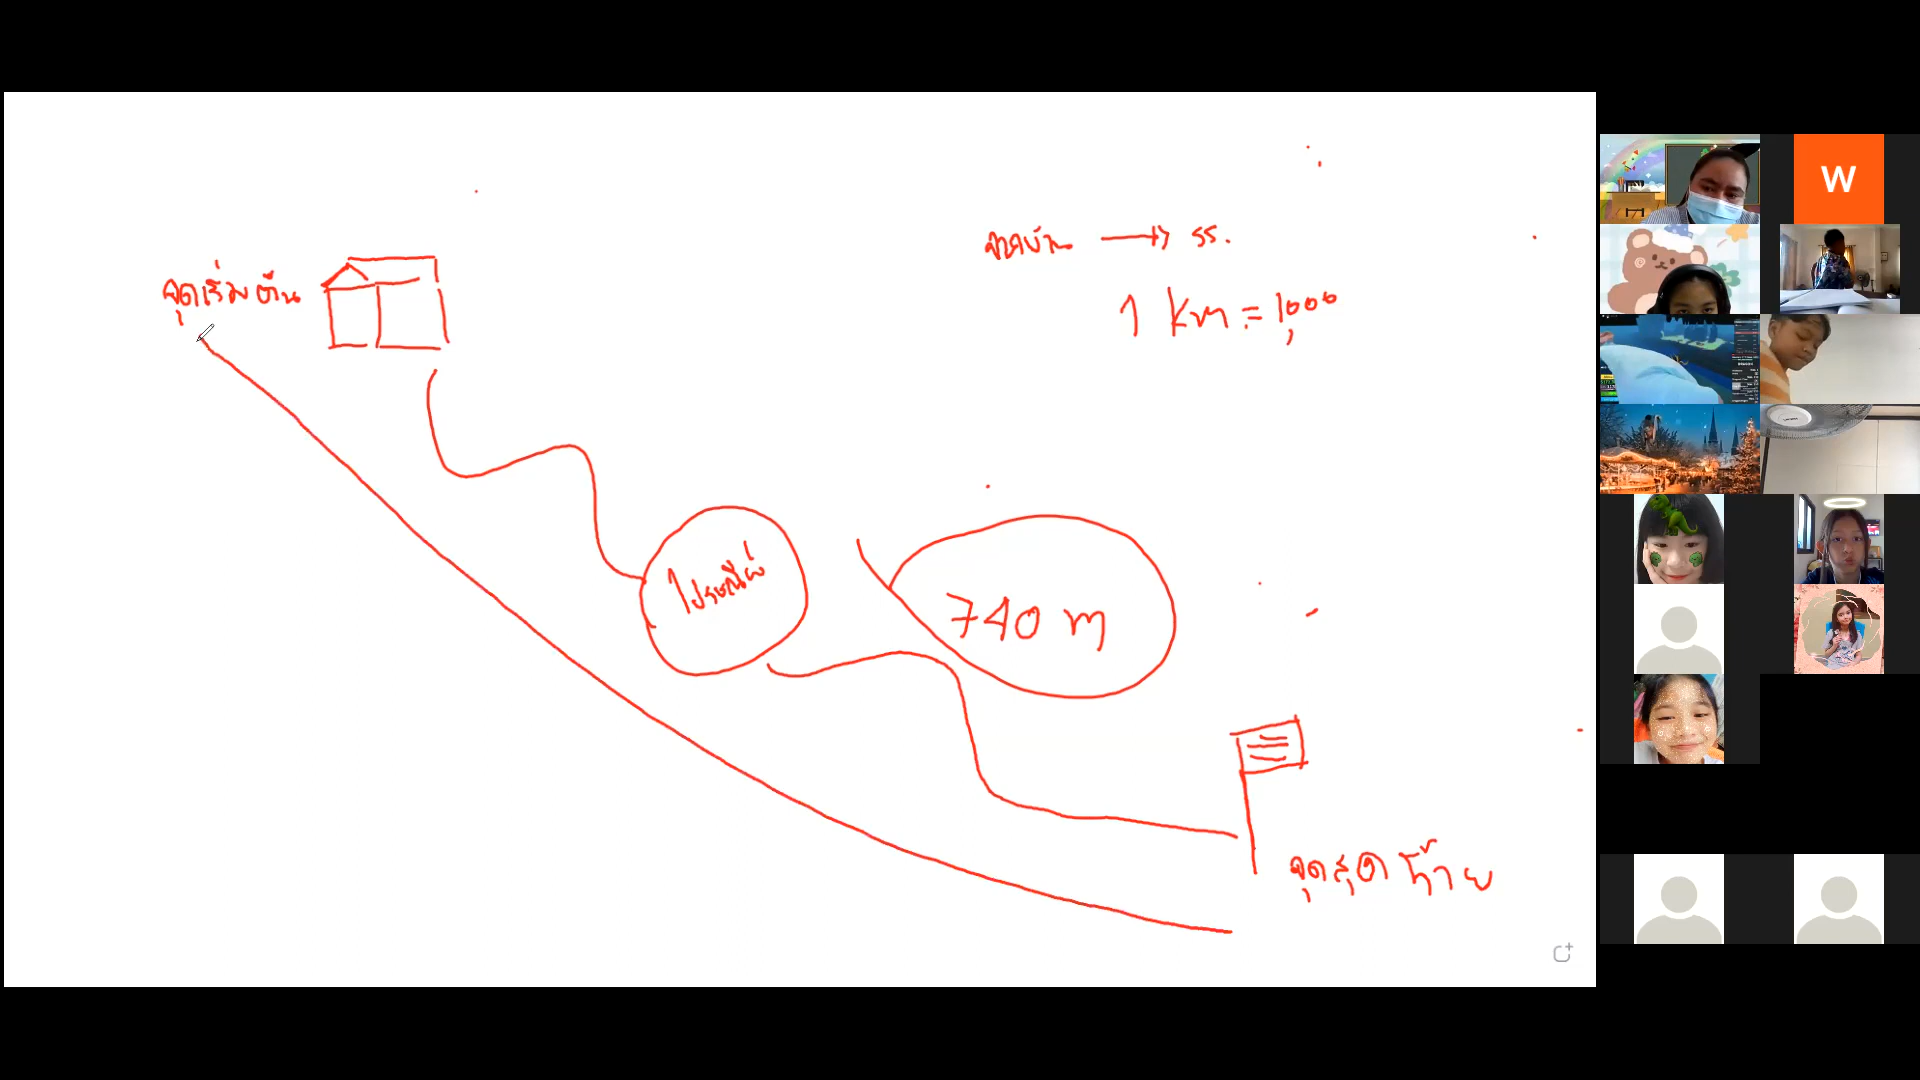 จากบ้าน → รร.
จุดเริ่มต้น
1 Km = 1000
ไปรษณีย์
740 m
จุดสุดท้าย
W